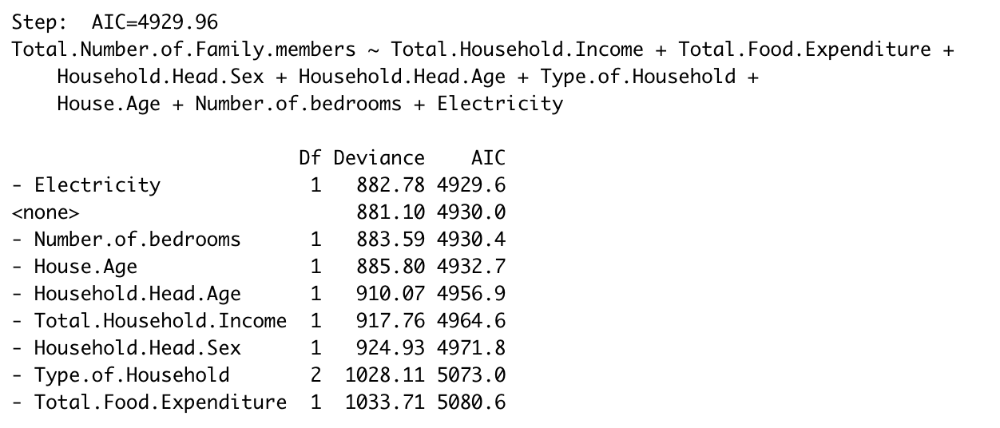 Step:  AIC=4929.96
Total.Number.of.Family.members ~ Total.Household.Income + Total.Food.Expenditure +
    Household.Head.Sex + Household.Head.Age + Type.of.Household +
    House.Age + Number.of.bedrooms + Electricity

                         Df Deviance    AIC
- Electricity             1   882.78 4929.6
<none>                        881.10 4930.0
- Number.of.bedrooms      1   883.59 4930.4
- House.Age               1   885.80 4932.7
- Household.Head.Age      1   910.07 4956.9
- Total.Household.Income  1   917.76 4964.6
- Household.Head.Sex      1   924.93 4971.8
- Type.of.Household       2  1028.11 5073.0
- Total.Food.Expenditure  1  1033.71 5080.6